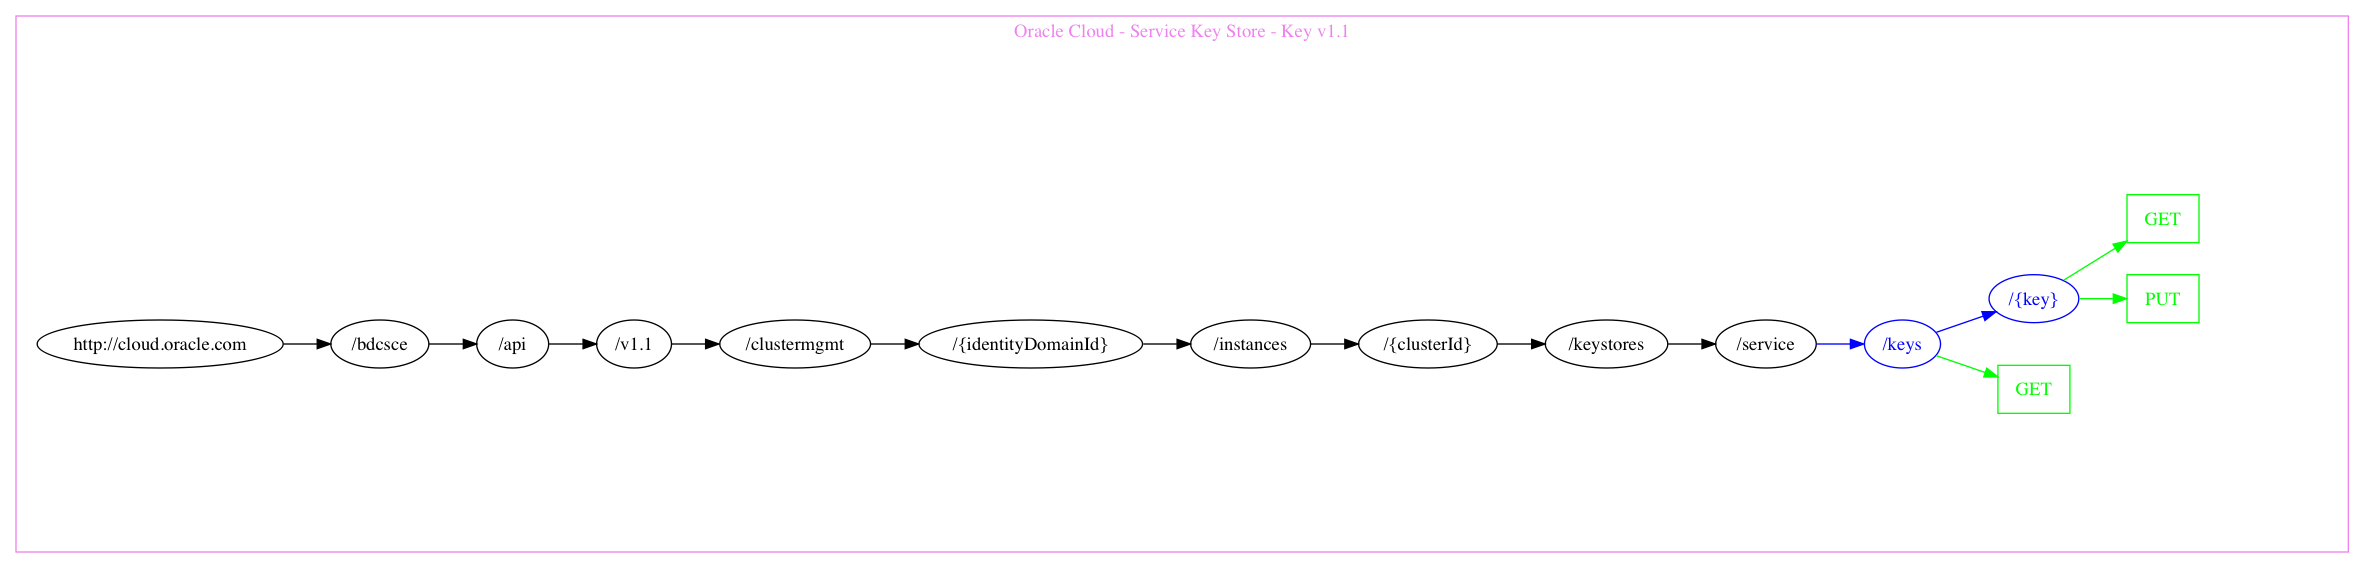 Oracle Cloud - Service Key Store - Key v1.1
http://cloud.oracle.com
/bdcsce
/api
/v1.1
/clustermgmt
/{identityDomainId}
/instances
/{clusterId}
/keystores
/service
/keys
/{key}
GET
PUT
GET